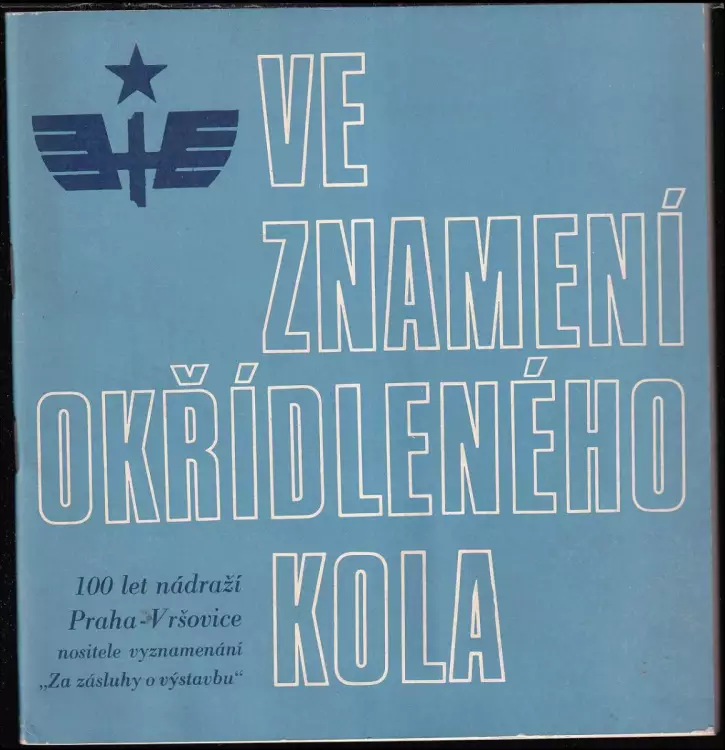 VE
ZNAMENÍ
OKŘÍDLENÉHO
KOLA
100 let nádraží
Praha-Vršovice
nositele vyznamenání
„Za zásluhy o výstavbu“